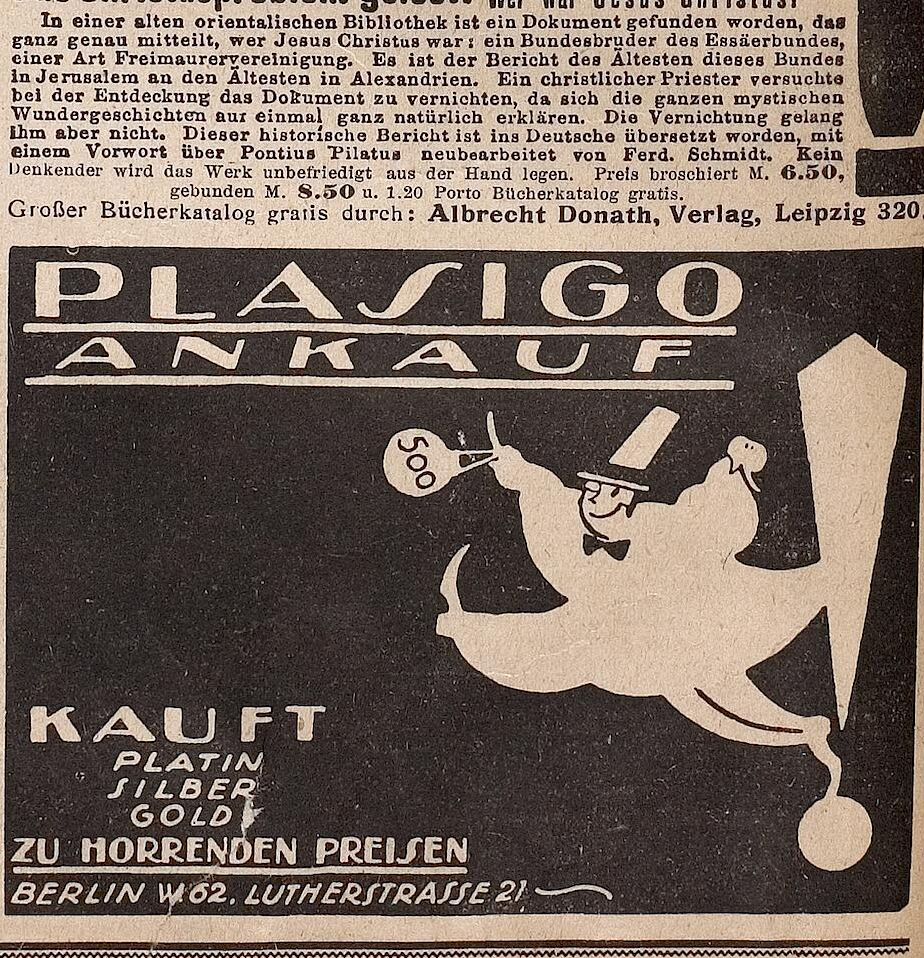 In einer alten orientalischen Bibliothek ist ein Dokument gefunden worden, das
ganz genau mitteilt, wer Jesus Christus war: ein Bundesbruder des Essäerbundes,
einer Art Freimaurervereinigung. Es ist der Bericht des Ältesten dieses Bundes
in Jerusalem an den Ältesten in Alexandrien. Ein christlicher Priester versuchte
bei der Entdeckung das Dokument zu vernichten, da sich die ganzen mystischen
Wundergeschichten auf einmal ganz natürlich erklären. Die Vernichtung gelang
ihm aber nicht. Dieser historische Bericht ist ins Deutsche übersetzt worden, mit
einem Vorwort über Pontius Pilatus neubearbeitet von Ferd. Schmidt. Kein
Denkender wird das Werk unbefriedigt aus der Hand legen. Preis broschiert M. 6.50,
gebunden M. 8.50 u. 1.20 Porto Bücherkatalog gratis.
Großer Bücherkatalog gratis durch: Albrecht Donath, Verlag, Leipzig 320
PLASIGO
ANKAUF
500
KAUFT
PLATIN
SILBER
GOLD
ZU HORRENDEN PREISEN
BERLIN W.62. LUTHERSTRASSE 21